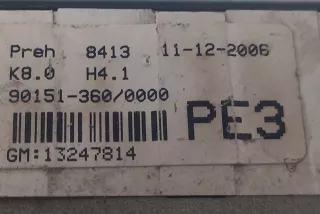 Preh 8413 11-12-2006
K8.0 H4.1
90151-360/0000
PE3
GM:13247814